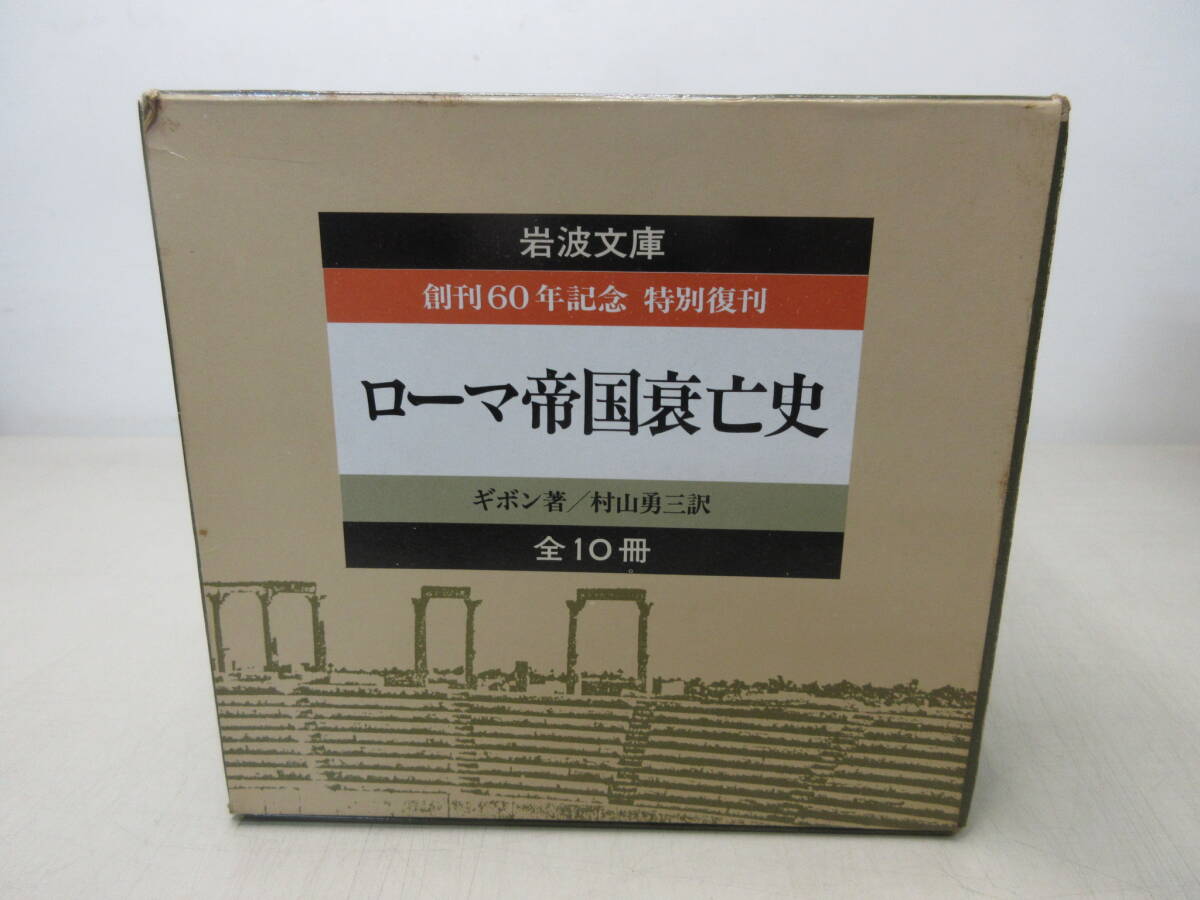 岩波文庫
創刊60年記念 特別復刊
ローマ帝国衰亡史
ギボン著／村山勇三訳
全10冊